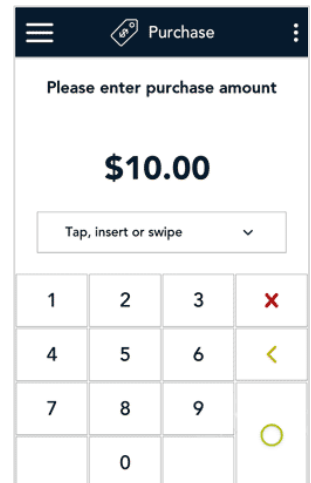 Purchase
Please enter purchase amount
$10.00
Tap, insert or swipe
1 2 3
4 5 6
7 8 9
0